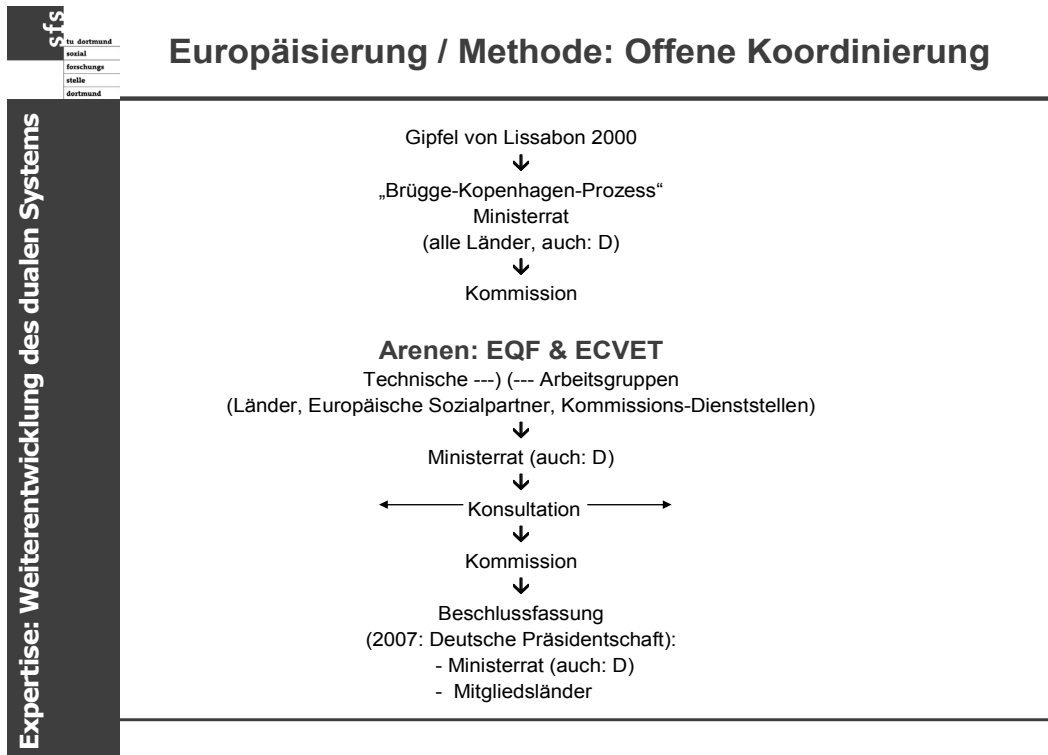 sfs
tu dortmund
sozial
forschungs
stelle
dortmund
Europäisierung / Methode: Offene Koordinierung
Expertise: Weiterentwicklung des dualen Systems
Gipfel von Lissabon 2000
↓
„Brügge-Kopenhagen-Prozess“
Ministerrat
(alle Länder, auch: D)
↓
Kommission
Arenen: EQF & ECVET
Technische ---) (--- Arbeitsgruppen
(Länder, Europäische Sozialpartner, Kommissions-Dienststellen)
↓
Ministerrat (auch: D)
↓
Konsultation
↓
Kommission
↓
Beschlussfassung
(2007: Deutsche Präsidentschaft):
- Ministerrat (auch: D)
- Mitgliedsländer